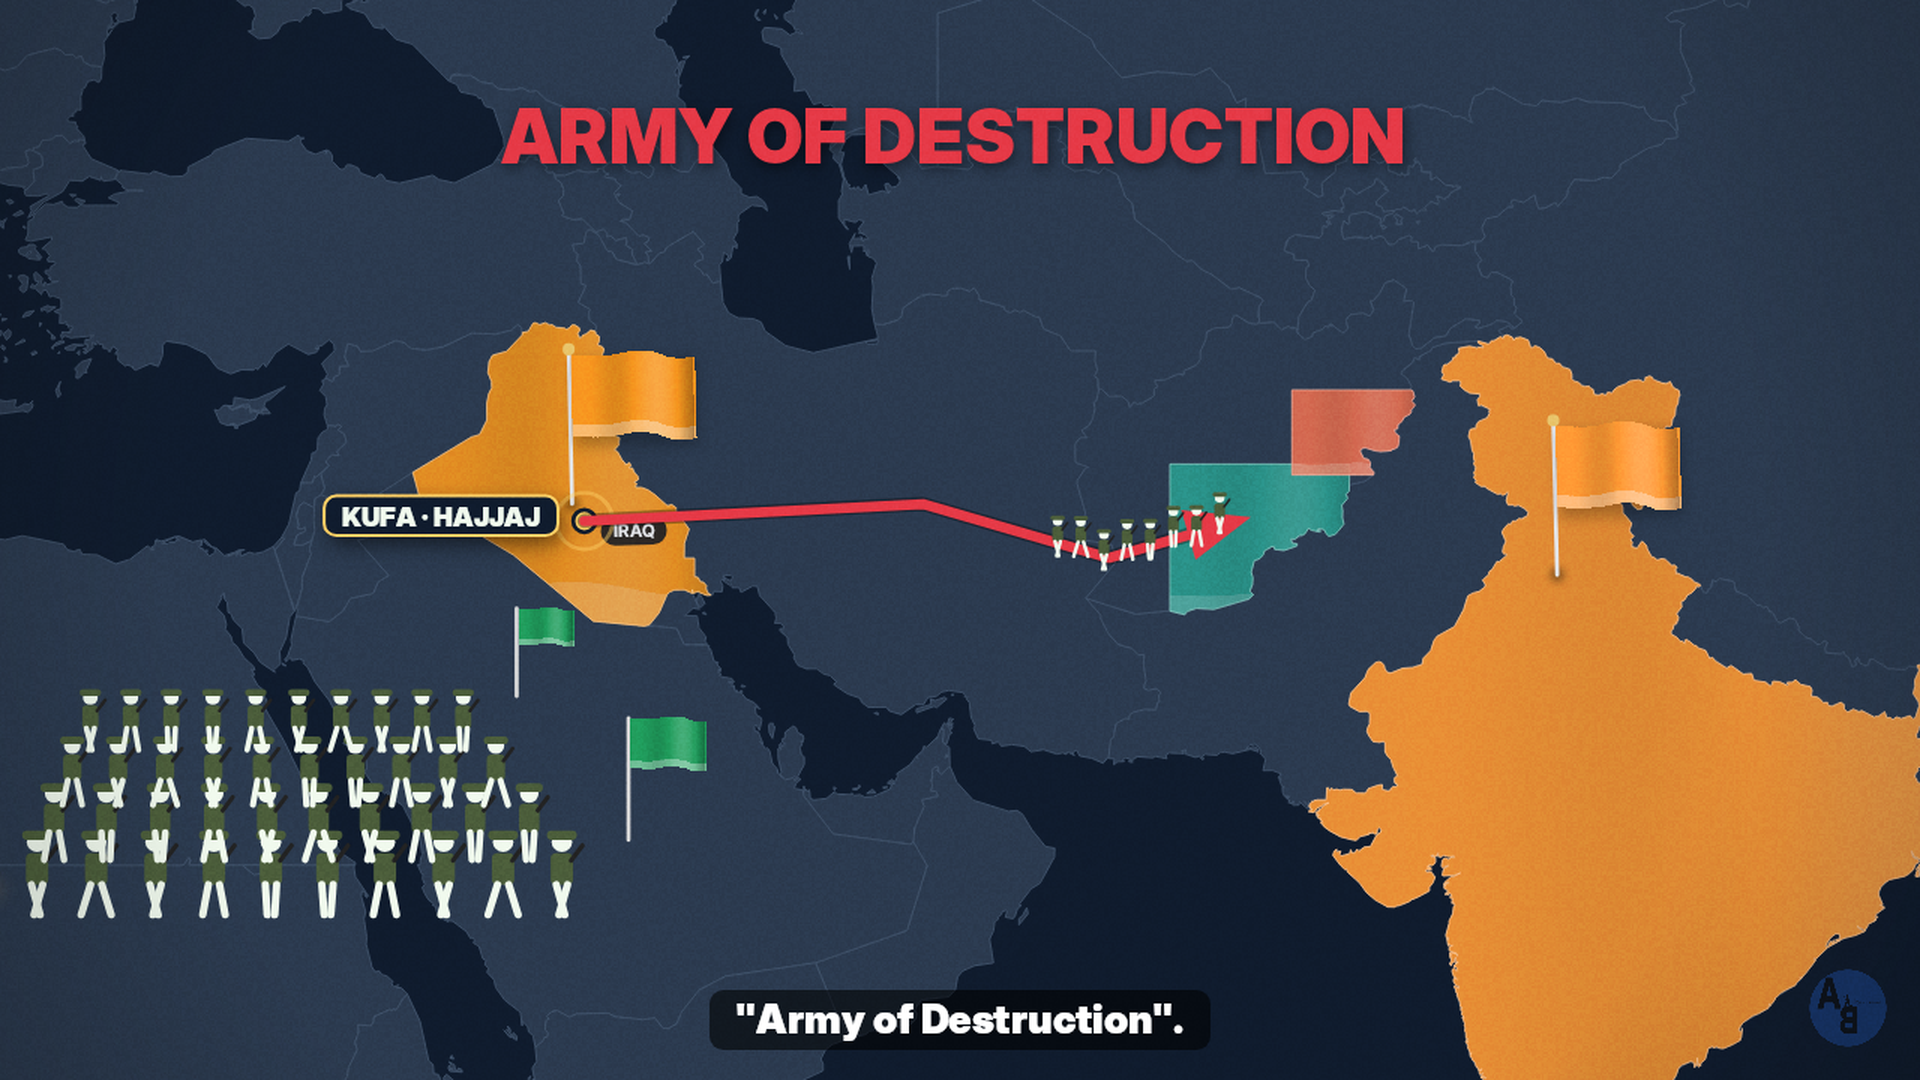 ARMY OF DESTRUCTION
KUFA · HAJJAJ
IRAQ
"Army of Destruction".
A
B